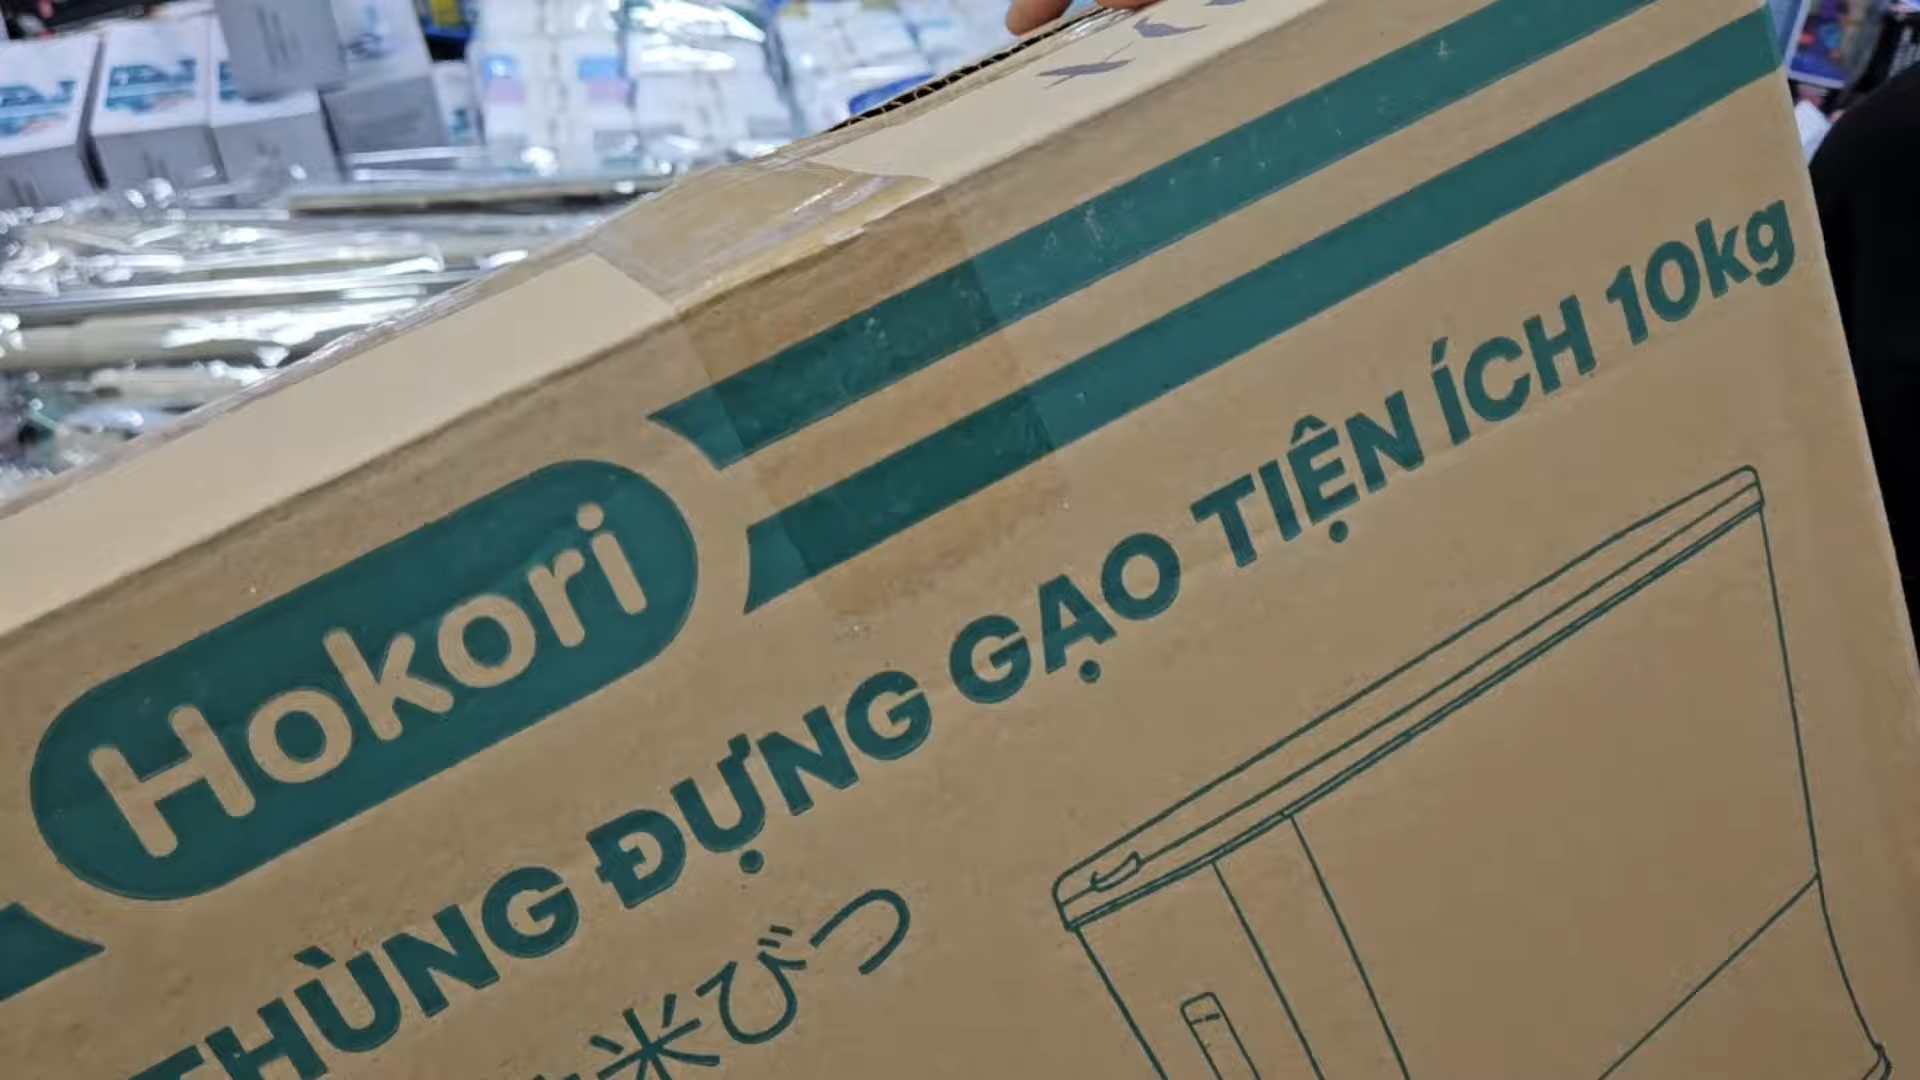 Hokori
THÙNG ĐỰNG GẠO TIỆN ÍCH 10kg
米びつ